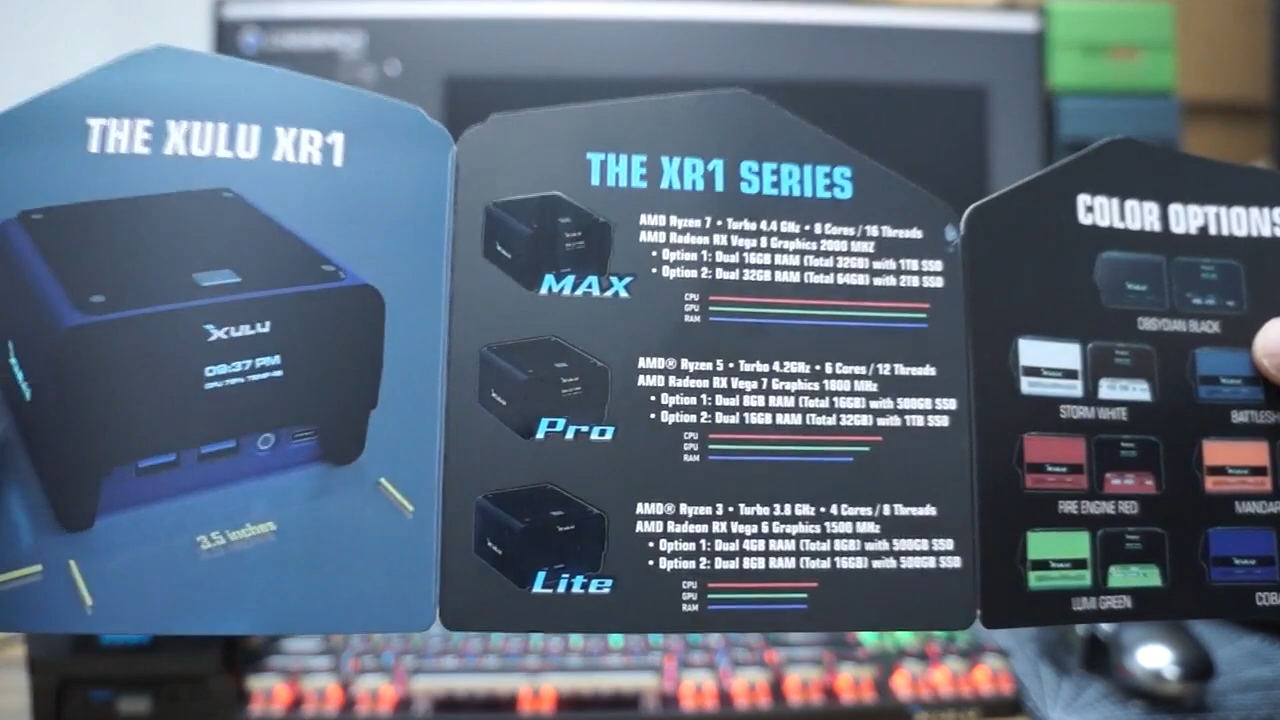 THE XULU XR1
XULU
09:37 PM
3.5 inches
THE XR1 SERIES
AMD Ryzen 7 • Turbo 4.4 GHz • 8 Cores / 16 Threads
AMD Radeon RX Vega 8 Graphics 2000 MHZ
• Option 1: Dual 16GB RAM (Total 32GB) with 1TB SSD
• Option 2: Dual 32GB RAM (Total 64GB) with 2TB SSD
MAX
CPU
GPU
RAM
AMD® Ryzen 5 • Turbo 4.2GHz • 6 Cores / 12 Threads
AMD Radeon RX Vega 7 Graphics 1800 MHz
• Option 1: Dual 8GB RAM (Total 16GB) with 500GB SSD
• Option 2: Dual 16GB RAM (Total 32GB) with 1TB SSD
Pro
CPU
GPU
RAM
AMD® Ryzen 3 • Turbo 3.8 GHz • 4 Cores / 8 Threads
AMD Radeon RX Vega 6 Graphics 1500 MHz
• Option 1: Dual 4GB RAM (Total 8GB) with 500GB SSD
• Option 2: Dual 8GB RAM (Total 16GB) with 500GB SSD
Lite
CPU
GPU
RAM
COLOR OPTIONS
OBSYDIAN BLACK
STORM WHITE
BATTLESH
FIRE ENGINE RED
MANDAR
LUMI GREEN
COBA